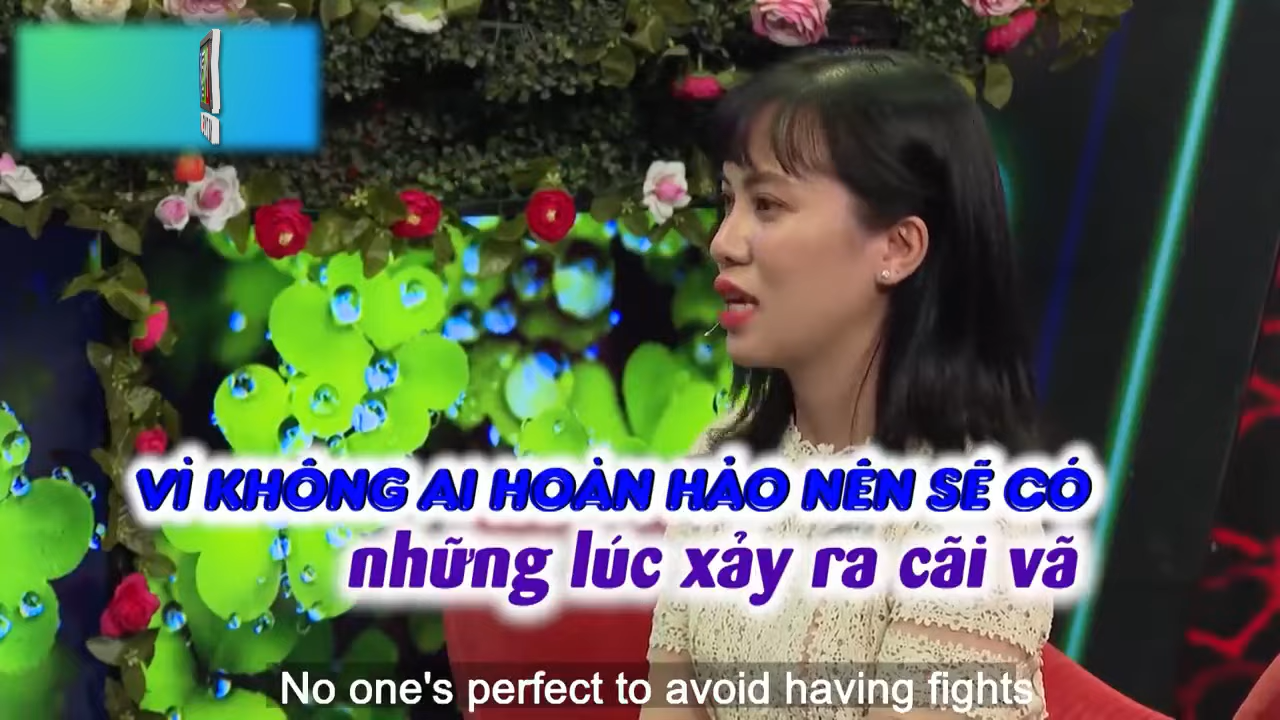 VÌ KHÔNG AI HOÀN HẢO NÊN SẼ CÓ
những lúc xảy ra cãi vã
No one's perfect to avoid having fights